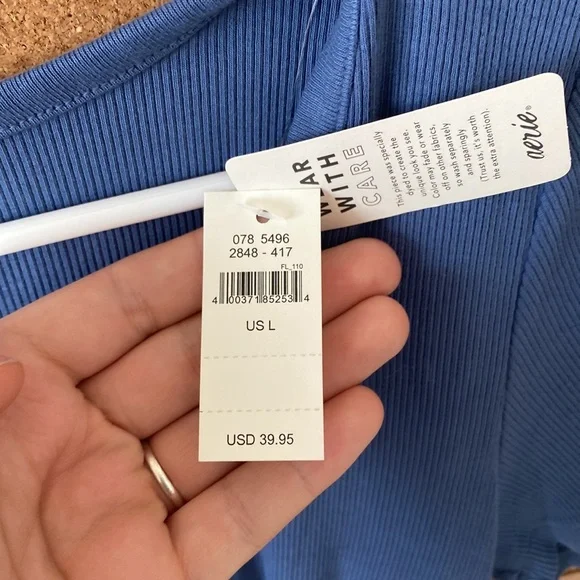 078 5496
2848 - 417
FL_110
4 00371 85253 4
US L
USD 39.95
WITH
CARE
This piece was specially
dyed to create the
unique look you see.
Color may fade or wear
off on other fabrics,
so wash separately
and sparingly
(Trust us, it's worth
the extra attention).
aerie®